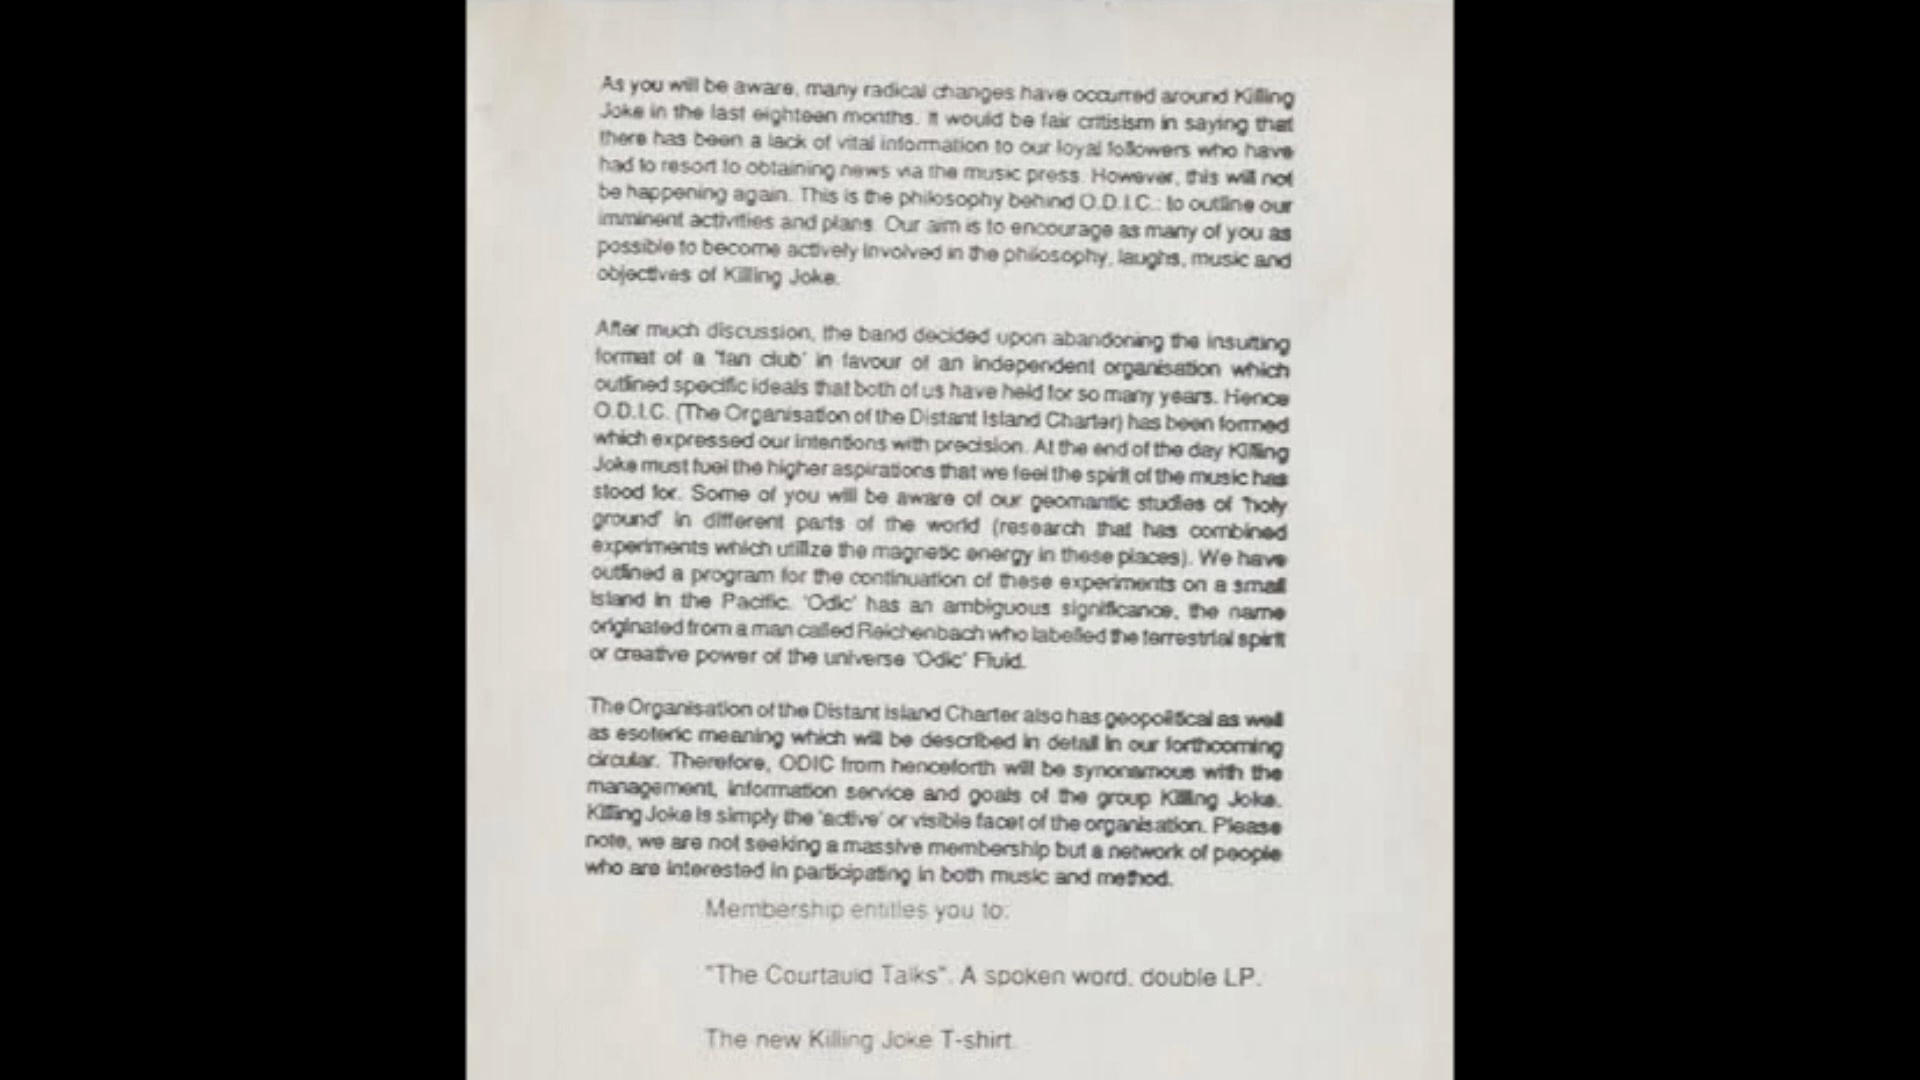 As you will be aware, many radical changes have occurred around Killing
Joke in the last eighteen months. It would be fair critisism in saying that
there has been a lack of vital information to our loyal followers who have
had to resort to obtaining news via the music press. However, this will not
be happening again. This is the philosophy behind O.D.I.C.: to outline our
imminent activities and plans. Our aim is to encourage as many of you as
possible to become actively involved in the philosophy, laughs, music and
objectives of Killing Joke.
After much discussion, the band decided upon abandoning the insulting
format of a 'fan club' in favour of an independent organisation which
outlined specific ideals that both of us have held for so many years. Hence
O.D.I.C. (The Organisation of the Distant Island Charter) has been formed
which expressed our intentions with precision. At the end of the day Killing
Joke must fuel the higher aspirations that we feel the spirit of the music has
stood for. Some of you will be aware of our geomantic studies of 'holy
ground' in different parts of the world (research that has combined
experiments which utilize the magnetic energy in these places). We have
outlined a program for the continuation of these experiments on a small
island in the Pacific. 'Odic' has an ambiguous significance, the name
originated from a man called Reichenbach who labelled the terrestrial spirit
or creative power of the universe 'Odic' Fluid.
The Organisation of the Distant Island Charter also has geopolitical as well
as esoteric meaning which will be described in detail in our forthcoming
circular. Therefore, ODIC from henceforth will be synonamous with the
management, information service and goals of the group Killing Joke.
Killing Joke is simply the 'active' or visible facet of the organisation. Please
note, we are not seeking a massive membership but a network of people
who are interested in participating in both music and method.
Membership entitles you to:
"The Courtauld Talks". A spoken word, double LP.
The new Killing Joke T-shirt.